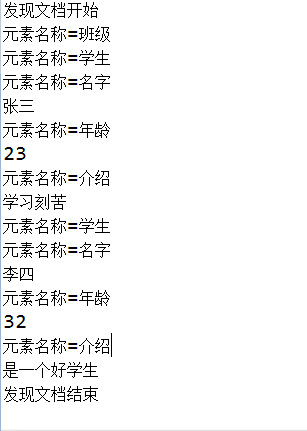 发现文档开始
元素名称=班级
元素名称=学生
元素名称=名字
张三
元素名称=年龄
23
元素名称=介绍
学习刻苦
元素名称=学生
元素名称=名字
李四
元素名称=年龄
32
元素名称=介绍
是一个好学生
发现文档结束